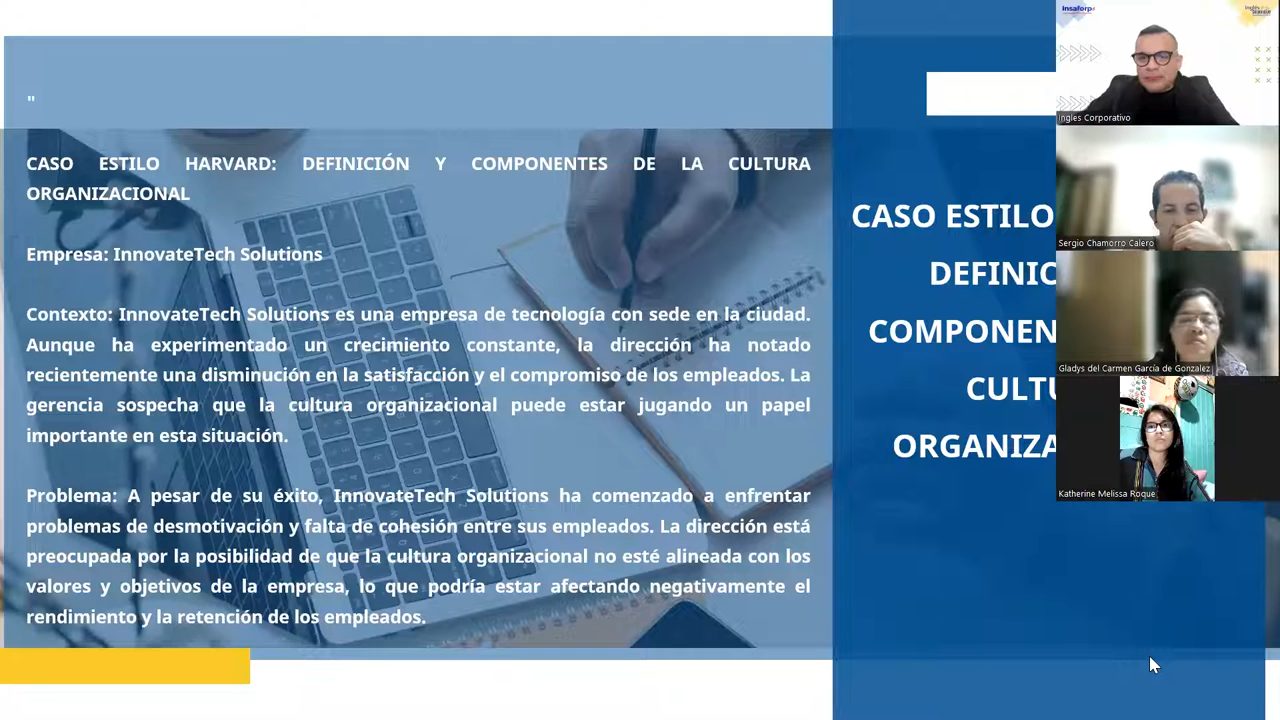 "
CASO ESTILO HARVARD: DEFINICIÓN Y COMPONENTES DE LA CULTURA
ORGANIZACIONAL
Empresa: InnovateTech Solutions
Contexto: InnovateTech Solutions es una empresa de tecnología con sede en la ciudad.
Aunque ha experimentado un crecimiento constante, la dirección ha notado
recientemente una disminución en la satisfacción y el compromiso de los empleados. La
gerencia sospecha que la cultura organizacional puede estar jugando un papel
importante en esta situación.
Problema: A pesar de su éxito, InnovateTech Solutions ha comenzado a enfrentar
problemas de desmotivación y falta de cohesión entre sus empleados. La dirección está
preocupada por la posibilidad de que la cultura organizacional no esté alineada con los
valores y objetivos de la empresa, lo que podría estar afectando negativamente el
rendimiento y la retención de los empleados.
CASO ESTILO
DEFINIC
COMPONEN
CULTU
ORGANIZA
insaforp
Ingles Corporativo
Sergio Chamorro Calero
Gladys del Carmen García de Gonzalez
Katherine Melissa Roque